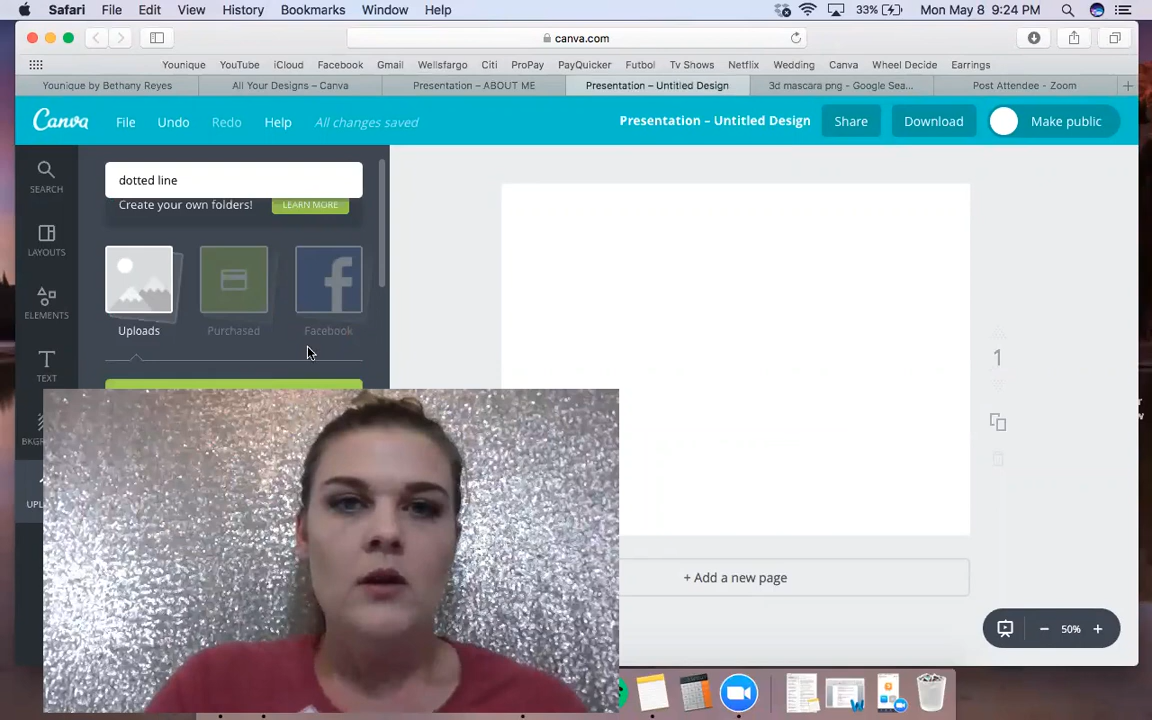 Safari File Edit View History Bookmarks Window Help 33% Mon May 8 9:24 PM
canva.com
Younique YouTube iCloud Facebook Gmail Wellsfargo Citi ProPay PayQuicker Futbol Tv Shows Netflix Wedding Canva Wheel Decide Earrings
Younique by Bethany Reyes All Your Designs – Canva Presentation – ABOUT ME Presentation – Untitled Design 3d mascara png - Google Sea... Post Attendee - Zoom
Canva File Undo Redo Help All changes saved Presentation – Untitled Design Share Download Make public
SEARCH
dotted line
Create your own folders! LEARN MORE
LAYOUTS
ELEMENTS
Uploads Purchased Facebook
TEXT
1
+ Add a new page
50%